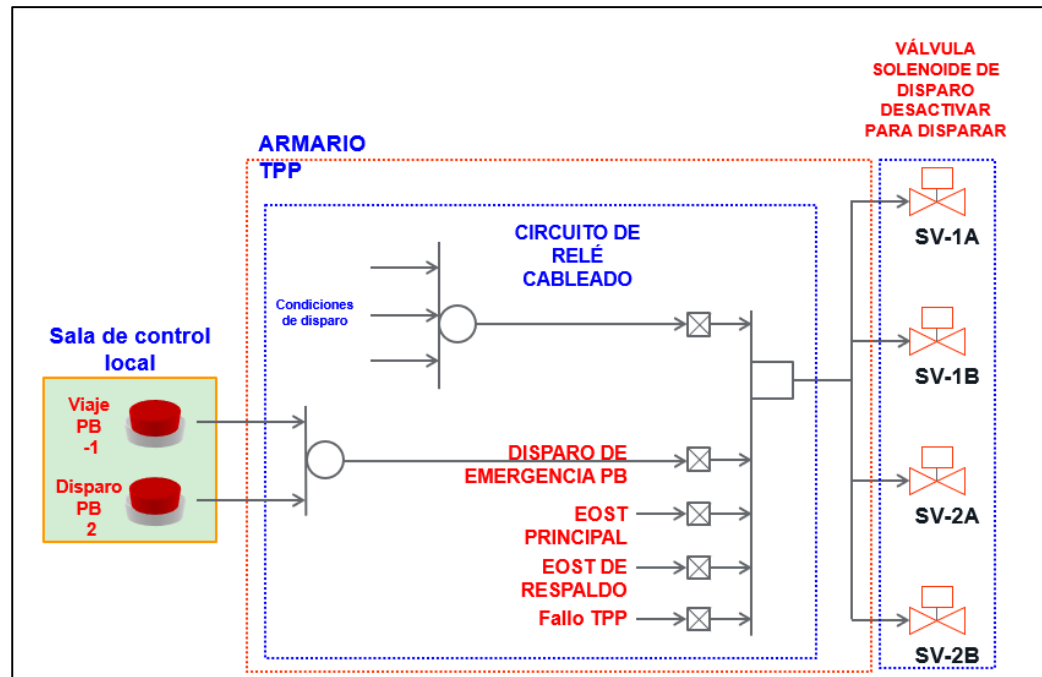 VÁLVULA
SOLENOIDE DE
DISPARO
DESACTIVAR
PARA DISPARAR
ARMARIO
TPP
CIRCUITO DE
RELÉ
CABLEADO
SV-1A
Condiciones
de disparo
Sala de control
local
SV-1B
Viaje
PB
-1
DISPARO DE
EMERGENCIA PB
Disparo
PB
2
EOST
PRINCIPAL
SV-2A
EOST DE
RESPALDO
Fallo TPP
SV-2B